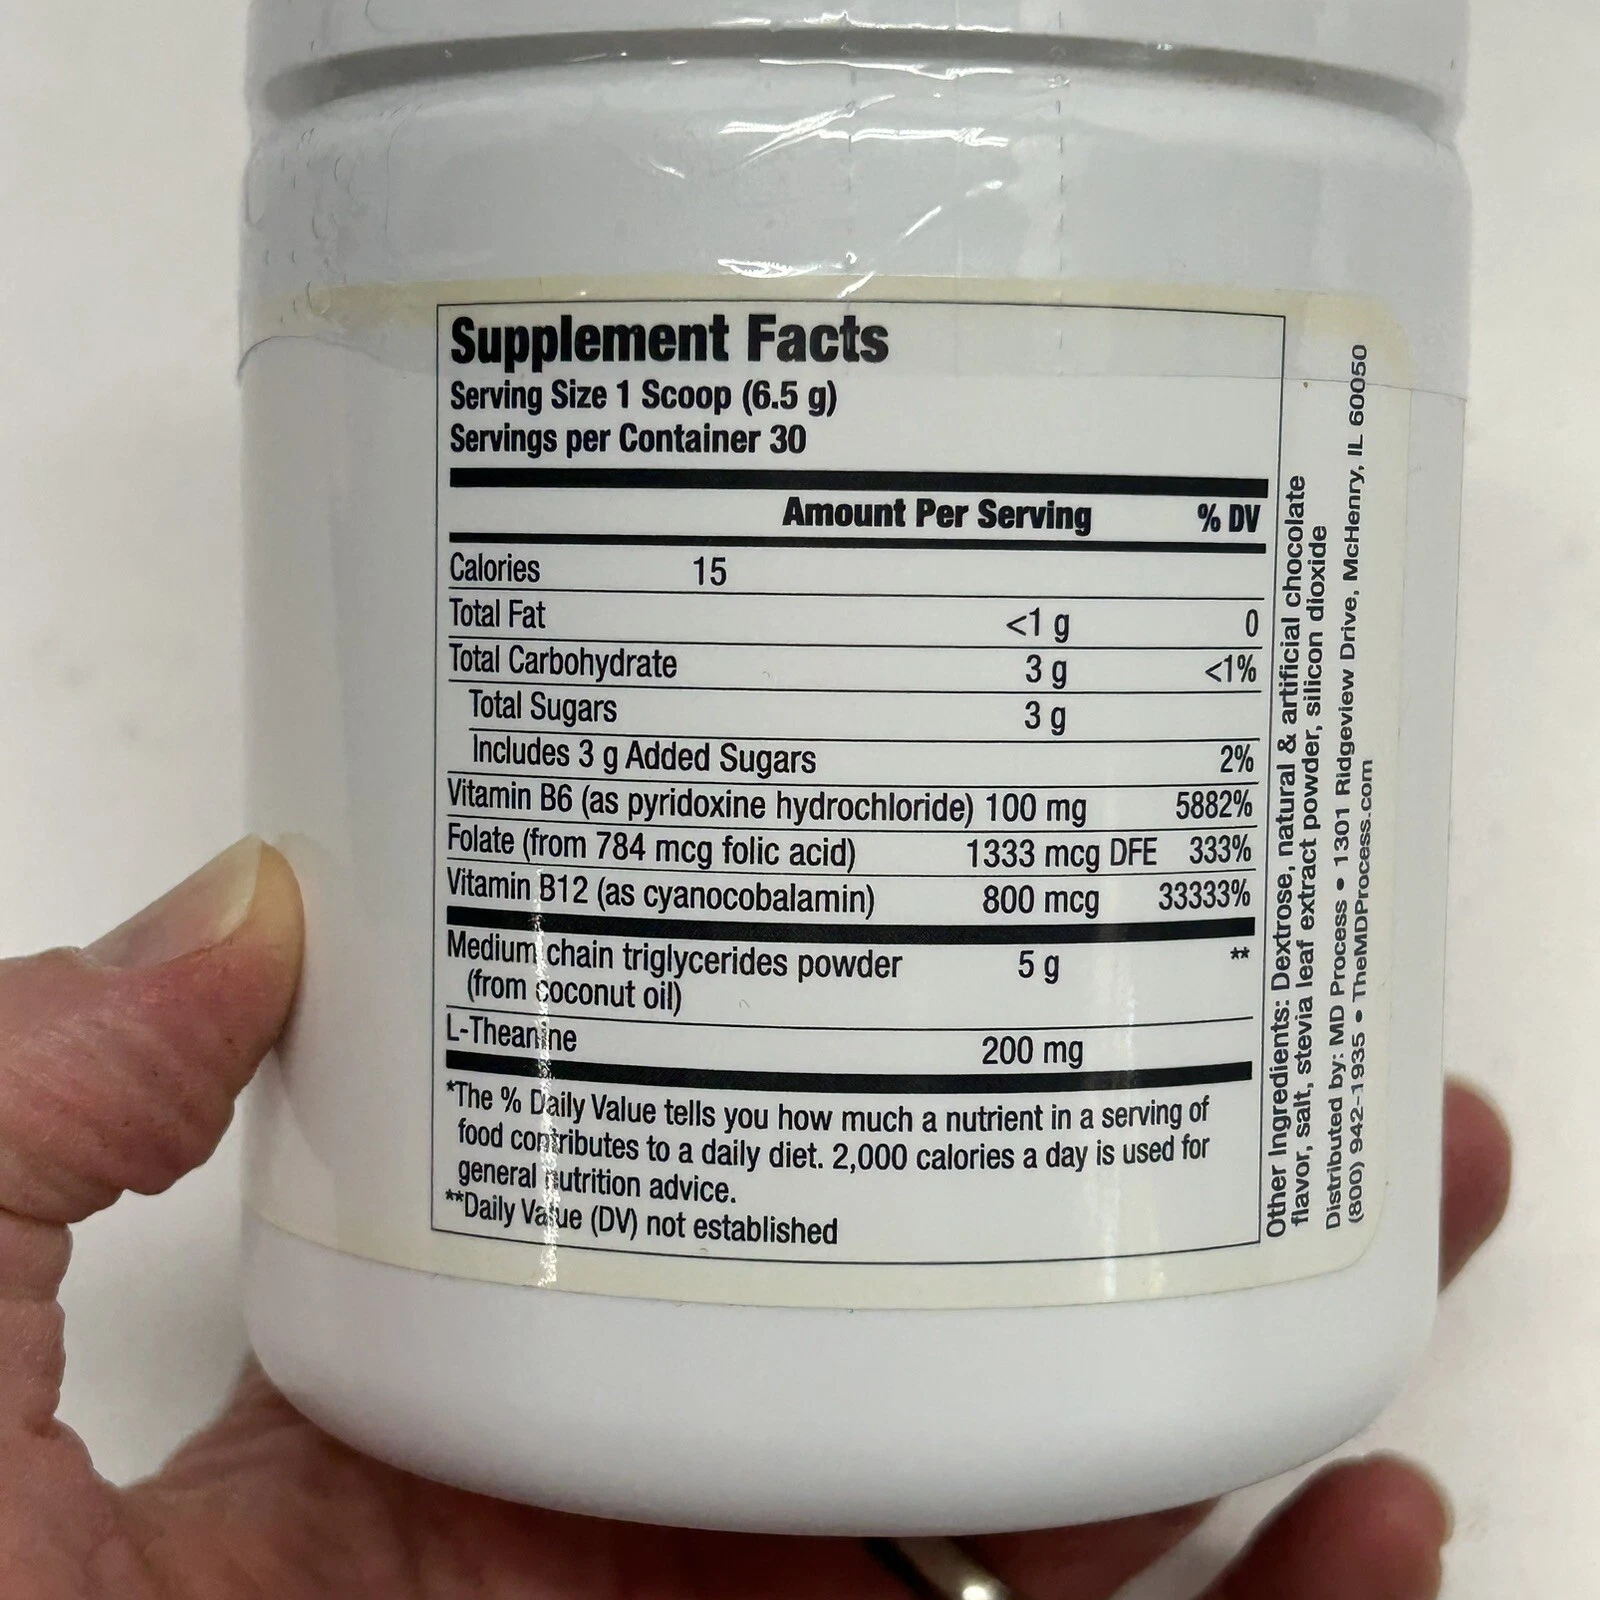 Supplement Facts
Serving Size 1 Scoop (6.5 g)
Servings per Container 30
Amount Per Serving % DV
Calories 15
Total Fat <1 g 0
Total Carbohydrate 3 g <1%
Total Sugars 3 g
Includes 3 g Added Sugars 2%
Vitamin B6 (as pyridoxine hydrochloride) 100 mg 5882%
Folate (from 784 mcg folic acid) 1333 mcg DFE 333%
Vitamin B12 (as cyanocobalamin) 800 mcg 33333%
Medium chain triglycerides powder 5 g **
(from coconut oil)
L-Theanine 200 mg
*The % Daily Value tells you how much a nutrient in a serving of
food contributes to a daily diet. 2,000 calories a day is used for
general nutrition advice.
**Daily Value (DV) not established
Other Ingredients: Dextrose, natural & artificial chocolate
flavor, salt, stevia leaf extract powder, silicon dioxide
Distributed by: MD Process • 1301 Ridgeview Drive, McHenry, IL 60050
(800) 942-1935 • TheMDProcess.com